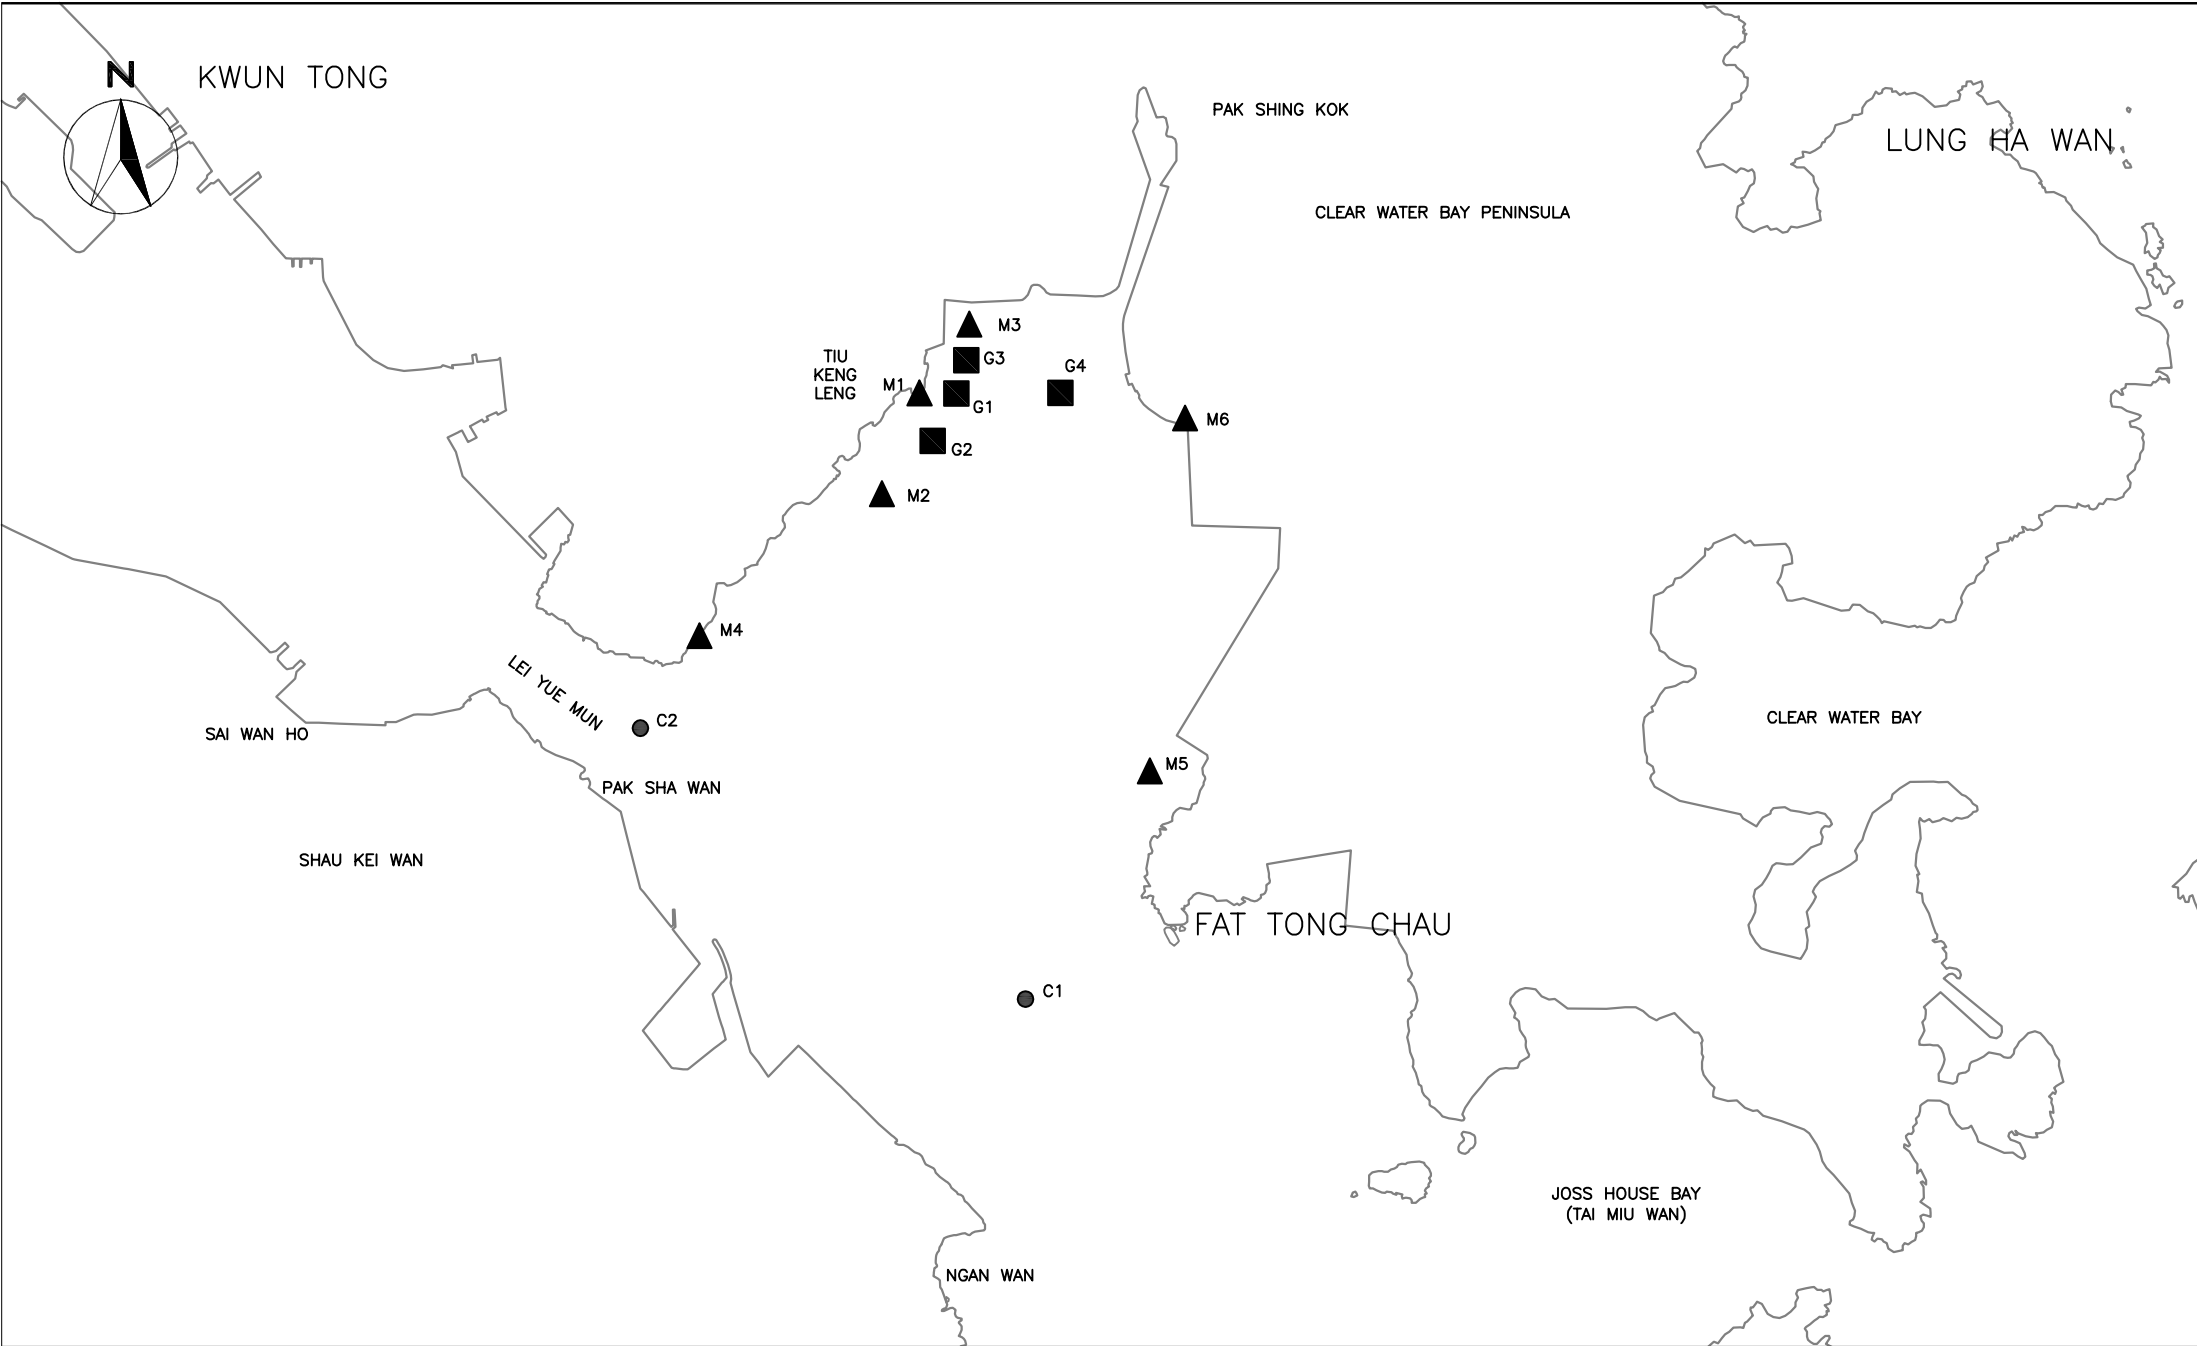 N
KWUN TONG
PAK SHING KOK
LUNG HA WAN
CLEAR WATER BAY PENINSULA
M3
TIU
KENG
LENG
G3
G4
M1
G1
M6
G2
M2
M4
LEI YUE MUN
C2
SAI WAN HO
CLEAR WATER BAY
M5
PAK SHA WAN
SHAU KEI WAN
FAT TONG CHAU
C1
JOSS HOUSE BAY
(TAI MIU WAN)
NGAN WAN